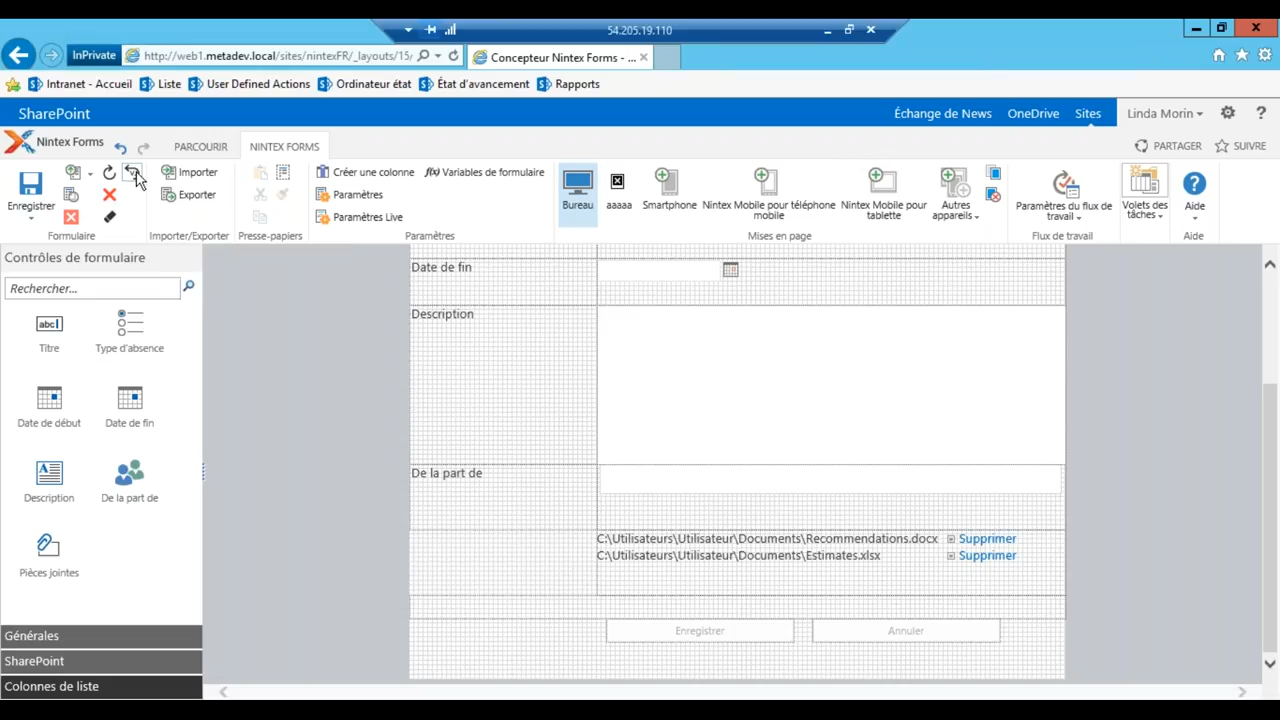 54.205.19.110
InPrivate
http://web1.metadev.local/sites/nintexFR/_layouts/15/
Concepteur Nintex Forms - ...
Intranet - Accueil
Liste
User Defined Actions
Ordinateur état
État d'avancement
Rapports
SharePoint
Échange de News
OneDrive
Sites
Linda Morin
?
Nintex Forms
PARCOURIR
NINTEX FORMS
PARTAGER
SUIVRE
Enregistrer
Formulaire
Importer
Exporter
Importer/Exporter
Presse-papiers
Créer une colonne
f(x) Variables de formulaire
Paramètres
Paramètres Live
Paramètres
Bureau
aaaaa
Smartphone
Nintex Mobile pour téléphone
mobile
Nintex Mobile pour
tablette
Autres
appareils
Mises en page
Paramètres du flux de
travail
Flux de travail
Volets des
tâches
?
Aide
Aide
Contrôles de formulaire
Rechercher...
abc
Titre
Type d'absence
Date de début
Date de fin
A
Description
De la part de
Pièces jointes
Générales
SharePoint
Colonnes de liste
Date de fin
Description
De la part de
C:\Utilisateurs\Utilisateur\Documents\Recommendations.docx Supprimer
C:\Utilisateurs\Utilisateur\Documents\Estimates.xlsx Supprimer
Enregistrer
Annuler